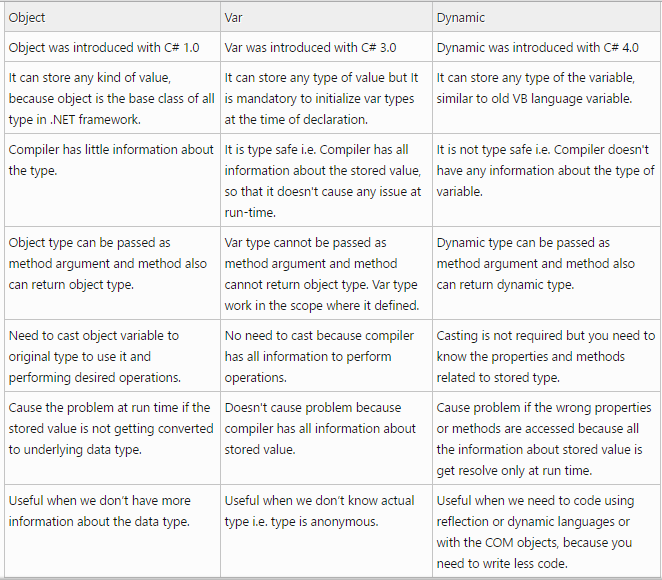 Object
Var
Dynamic
Object was introduced with C# 1.0
Var was introduced with C# 3.0
Dynamic was introduced with C# 4.0
It can store any kind of value,
because object is the base class of all
type in .NET framework.
It can store any type of value but It
is mandatory to initialize var types
at the time of declaration.
It can store any type of the variable,
similar to old VB language variable.
Compiler has little information about
the type.
It is type safe i.e. Compiler has all
information about the stored value,
so that it doesn't cause any issue at
run-time.
It is not type safe i.e. Compiler doesn't
have any information about the type of
variable.
Object type can be passed as
method argument and method also
can return object type.
Var type cannot be passed as
method argument and method
cannot return object type. Var type
work in the scope where it defined.
Dynamic type can be passed as
method argument and method also
can return dynamic type.
Need to cast object variable to
original type to use it and
performing desired operations.
No need to cast because compiler
has all information to perform
operations.
Casting is not required but you need to
know the properties and methods
related to stored type.
Cause the problem at run time if the
stored value is not getting converted
to underlying data type.
Doesn't cause problem because
compiler has all information about
stored value.
Cause problem if the wrong properties
or methods are accessed because all
the information about stored value is
get resolve only at run time.
Useful when we don't have more
information about the data type.
Useful when we don't know actual
type i.e. type is anonymous.
Useful when we need to code using
reflection or dynamic languages or
with the COM objects, because you
need to write less code.